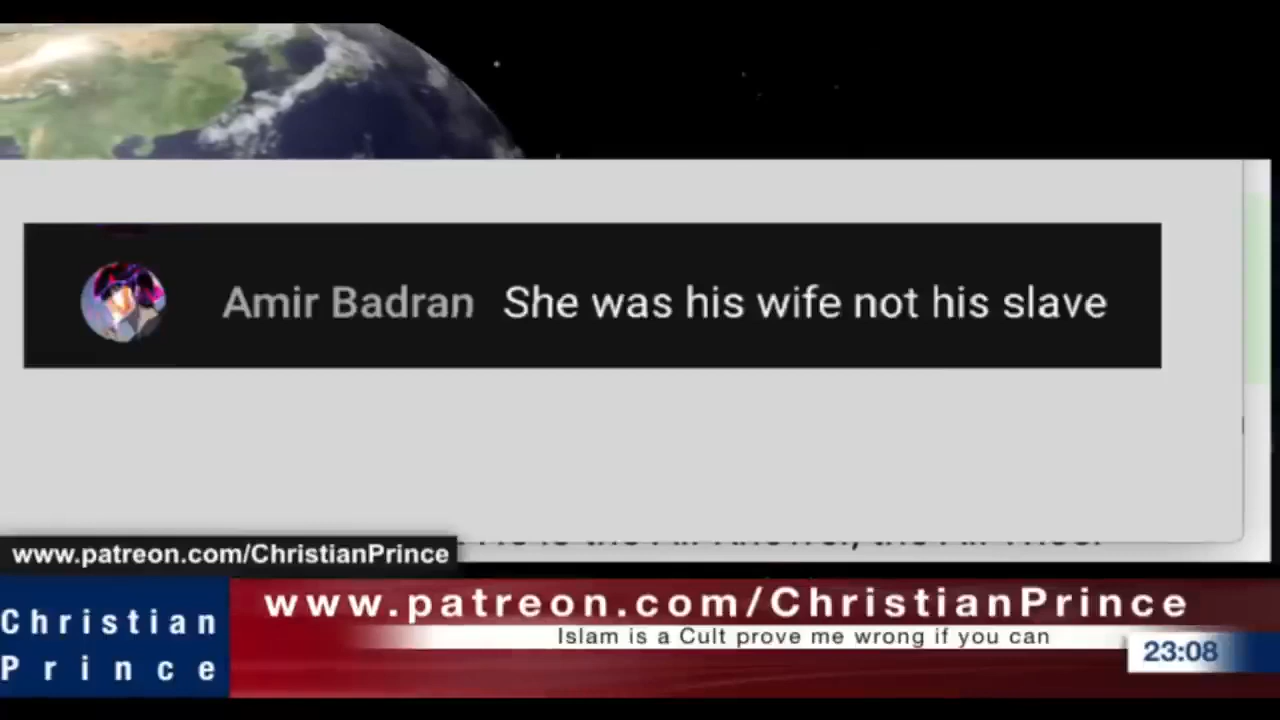 Amir Badran She was his wife not his slave
www.patreon.com/ChristianPrince
www.patreon.com/ChristianPrince
Islam is a Cult prove me wrong if you can
Christian
Prince
23:08